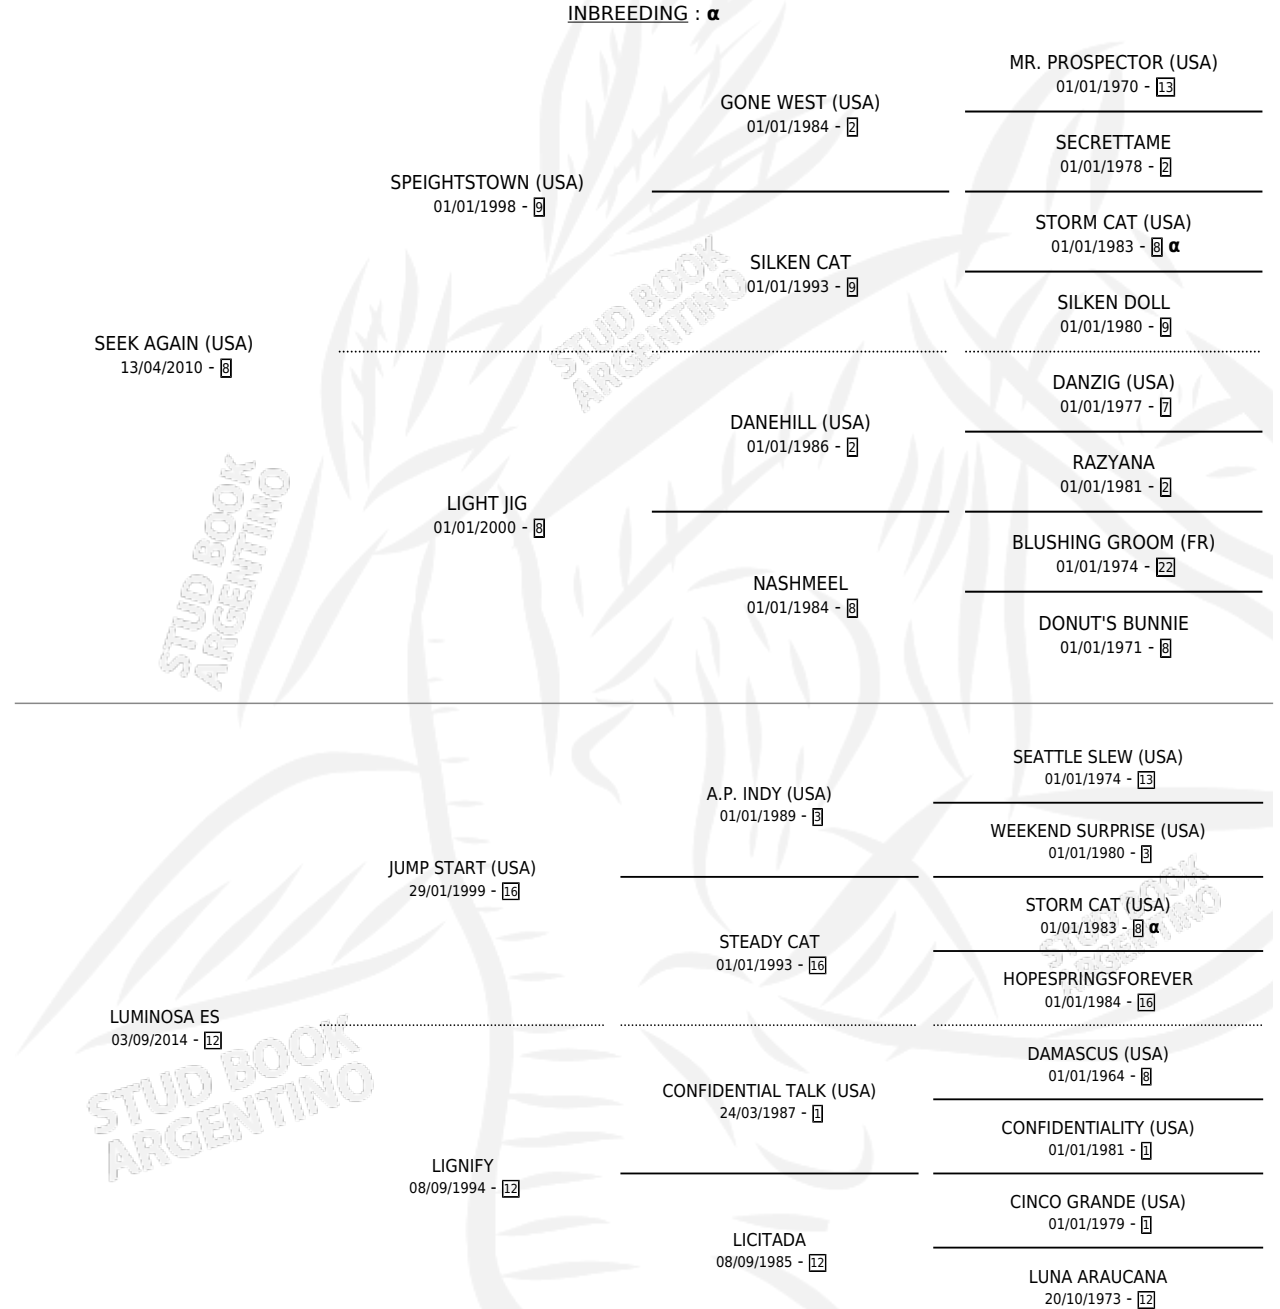 INBREEDING : α
MR. PROSPECTOR (USA)
01/01/1970 - 13
GONE WEST (USA)
01/01/1984 - 2
SECRETTAME
01/01/1978 - 2
SPEIGHTSTOWN (USA)
01/01/1998 - 9
STORM CAT (USA)
01/01/1983 - 8 α
SILKEN CAT
01/01/1993 - 9
SILKEN DOLL
01/01/1980 - 9
SEEK AGAIN (USA)
13/04/2010 - 8
DANZIG (USA)
01/01/1977 - 7
DANEHILL (USA)
01/01/1986 - 2
RAZYANA
01/01/1981 - 2
LIGHT JIG
01/01/2000 - 8
BLUSHING GROOM (FR)
01/01/1974 - 22
NASHMEEL
01/01/1984 - 8
DONUT'S BUNNIE
01/01/1971 - 8
SEATTLE SLEW (USA)
01/01/1974 - 13
A.P. INDY (USA)
01/01/1989 - 3
WEEKEND SURPRISE (USA)
01/01/1980 - 3
JUMP START (USA)
29/01/1999 - 16
STORM CAT (USA)
01/01/1983 - 8 α
STEADY CAT
01/01/1993 - 16
HOPESPRINGSFOREVER
01/01/1984 - 16
LUMINOSA ES
03/09/2014 - 12
DAMASCUS (USA)
01/01/1964 - 8
CONFIDENTIAL TALK (USA)
24/03/1987 - 1
CONFIDENTIALITY (USA)
01/01/1981 - 1
LIGNIFY
08/09/1994 - 12
CINCO GRANDE (USA)
01/01/1979 - 1
LICITADA
08/09/1985 - 12
LUNA ARAUCANA
20/10/1973 - 12
STUD BOOK
ARGENTINO
STUD BOOK
ARGENTINO
STUD BOOK
ARGENTINO
STUD BOOK
ARGENTINO